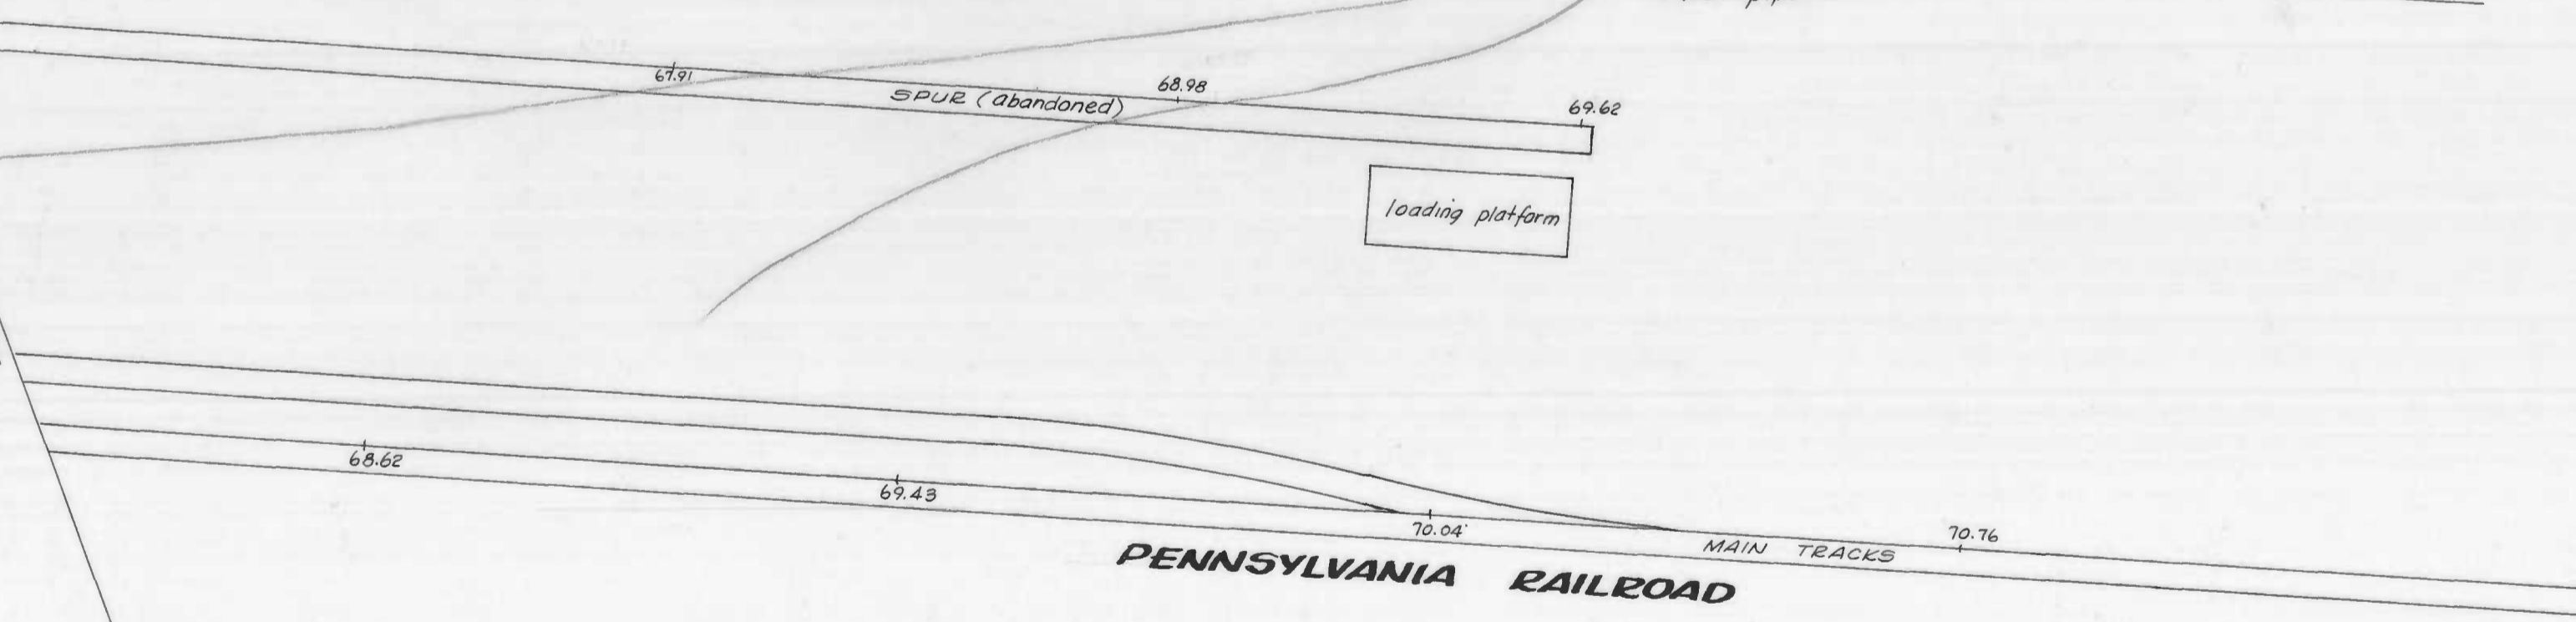 67.91
68.98
SPUR (abandoned)
69.62
loading platform
68.62
69.43
70.04
70.76
MAIN TRACKS
PENNSYLVANIA RAILROAD